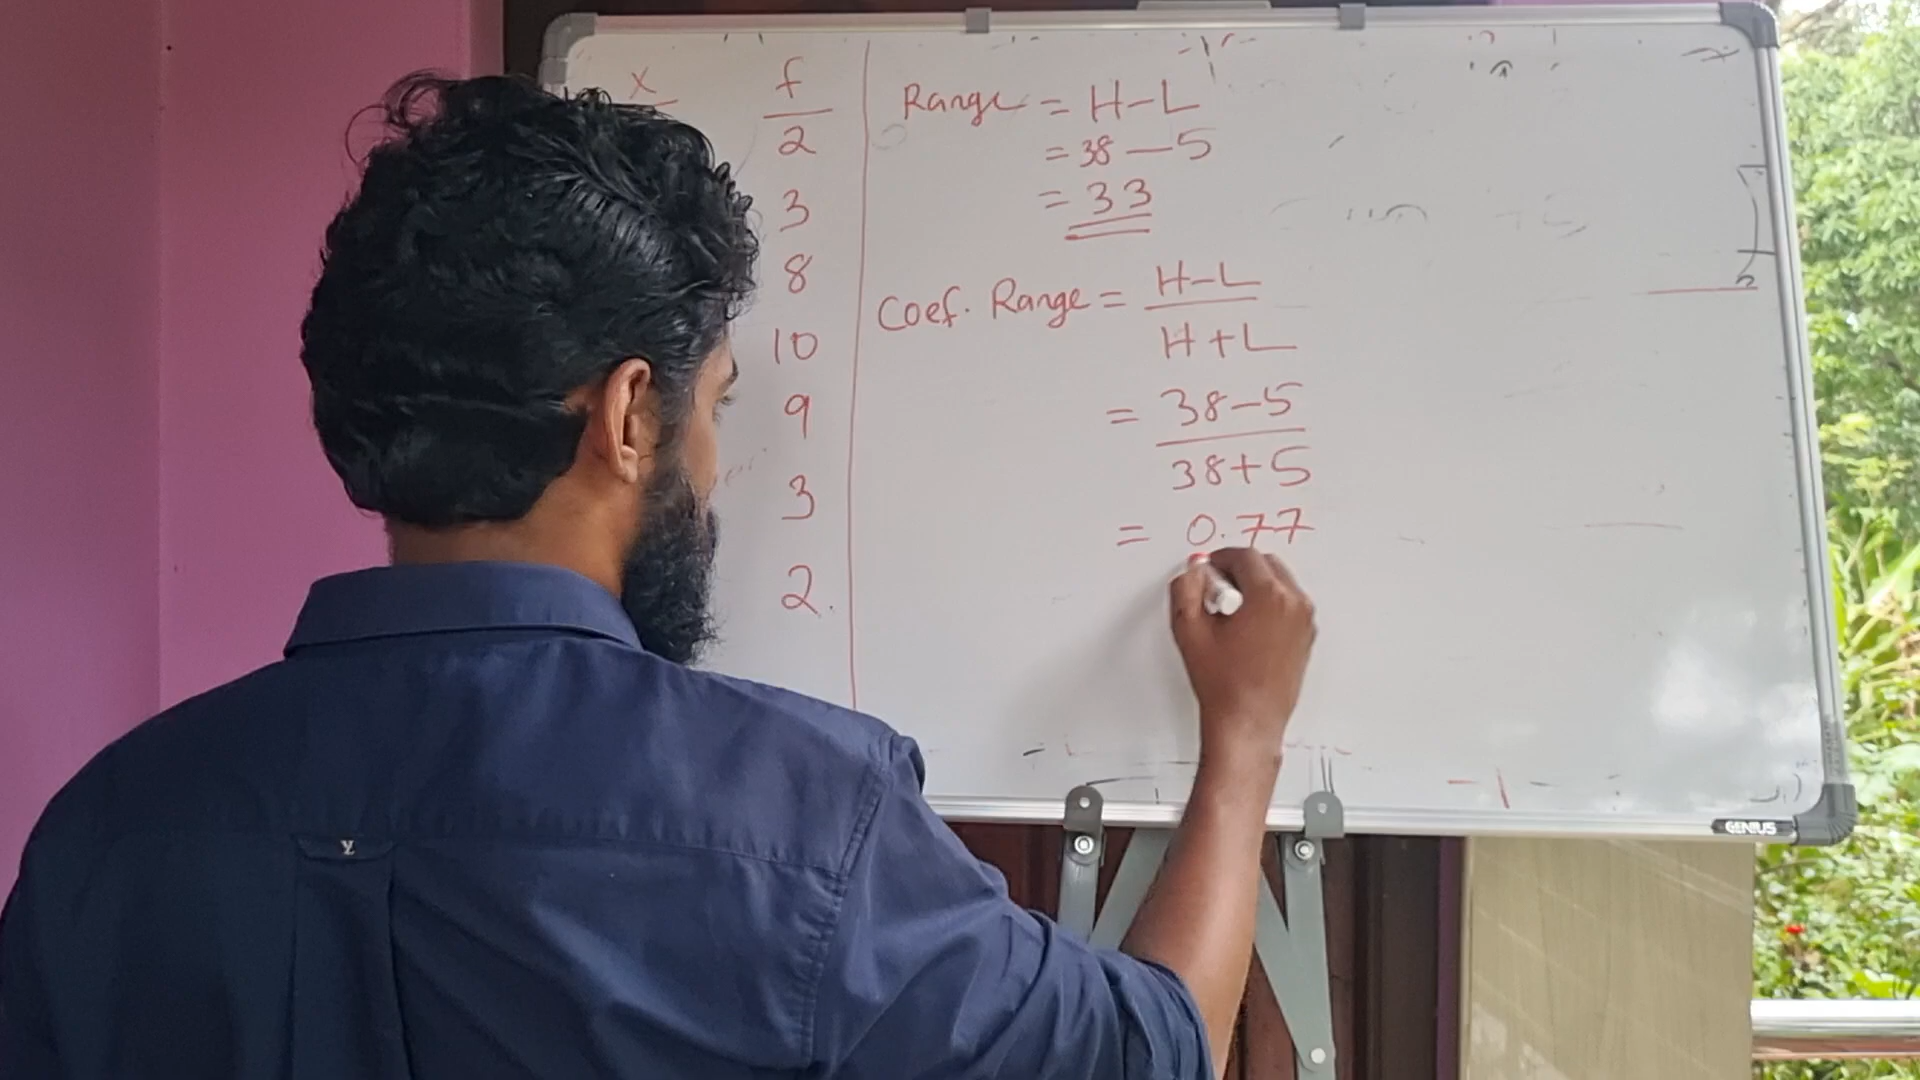 x
f
2
3
8
10
9
3
2.
Range = H-L
= 38-5
= 33
Coef. Range = H-L
H+L
= 38-5
38+5
= 0.77
GENIUS